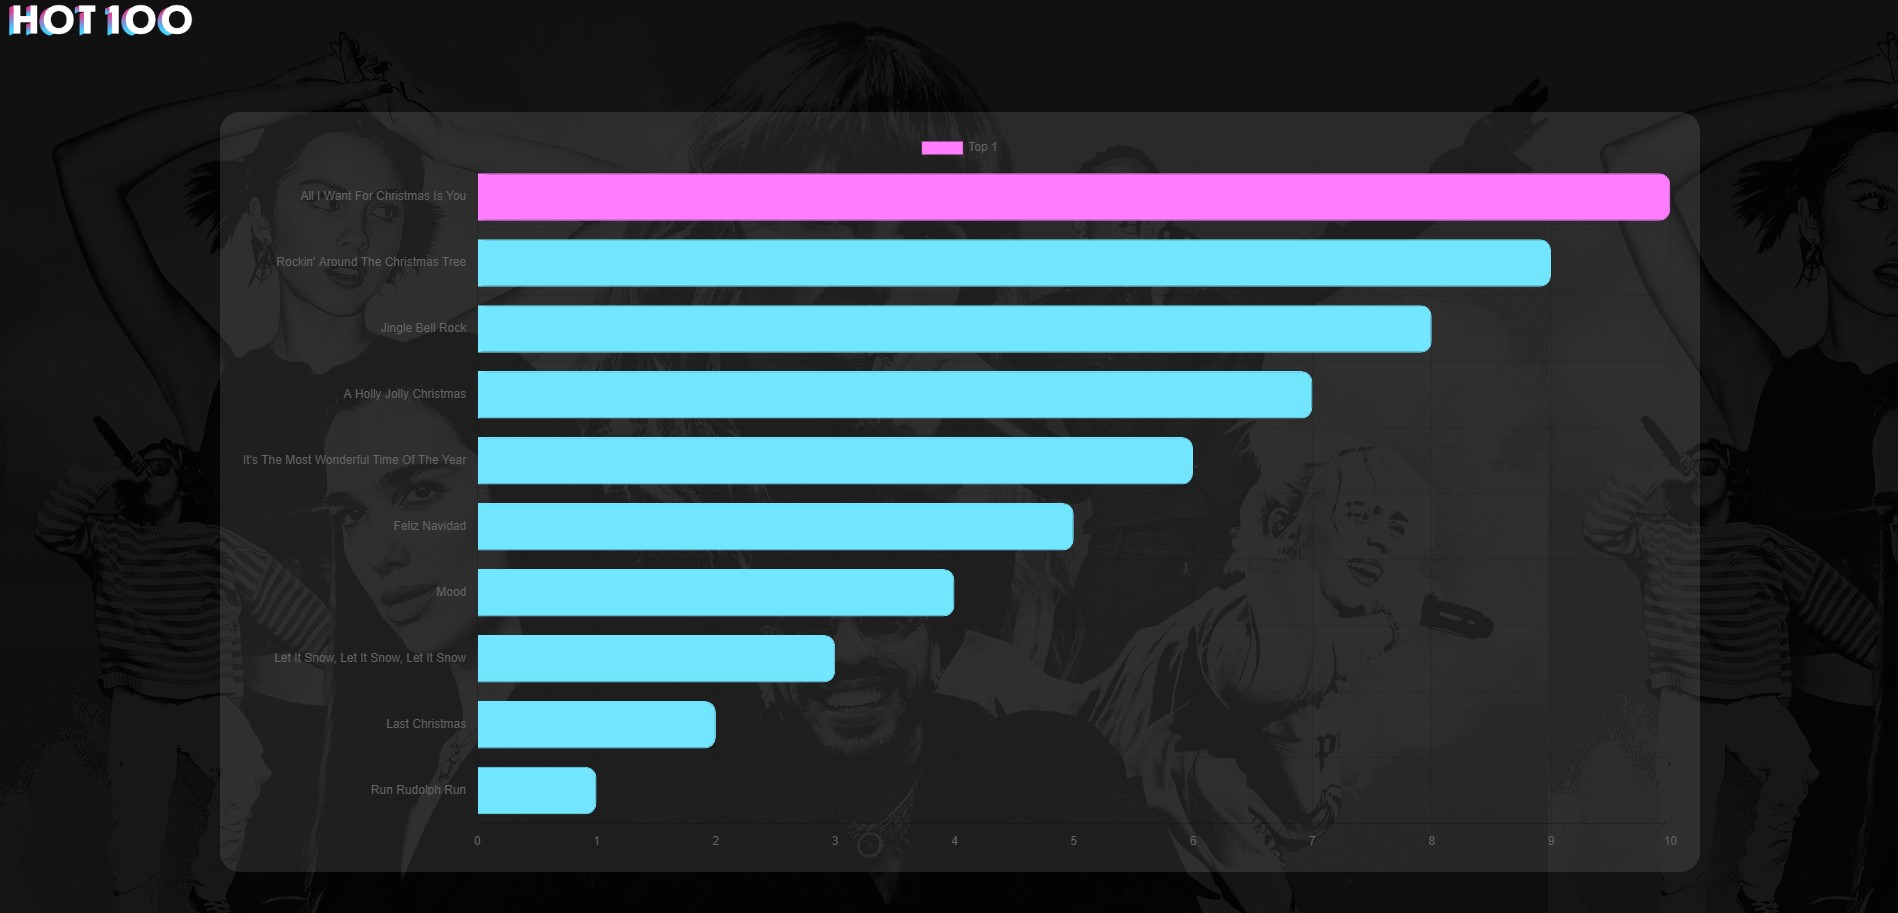 HOT 100
Top 1
All I Want For Christmas Is You
Rockin' Around The Christmas Tree
Jingle Bell Rock
A Holly Jolly Christmas
It's The Most Wonderful Time Of The Year
Feliz Navidad
Mood
Let It Snow, Let It Snow, Let It Snow
Last Christmas
Run Rudolph Run
0 1 2 3 4 5 6 7 8 9 10